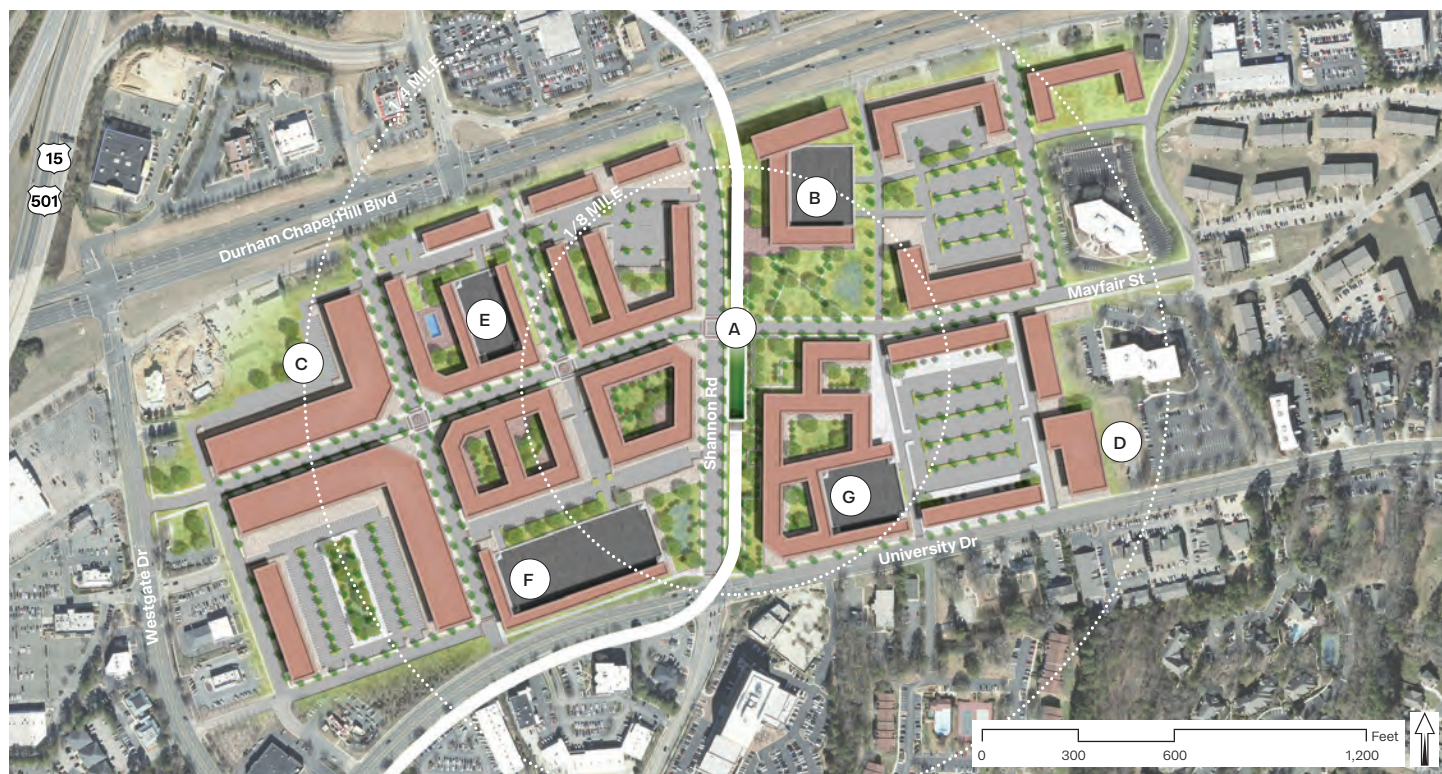 1/4 MILE
15
501
Durham Chapel Hill Blvd
1/8 MILE
B
E
A
Mayfair St
C
Shannon Rd
D
G
University Dr
F
Westgate Dr
0 300 600 1,200 Feet